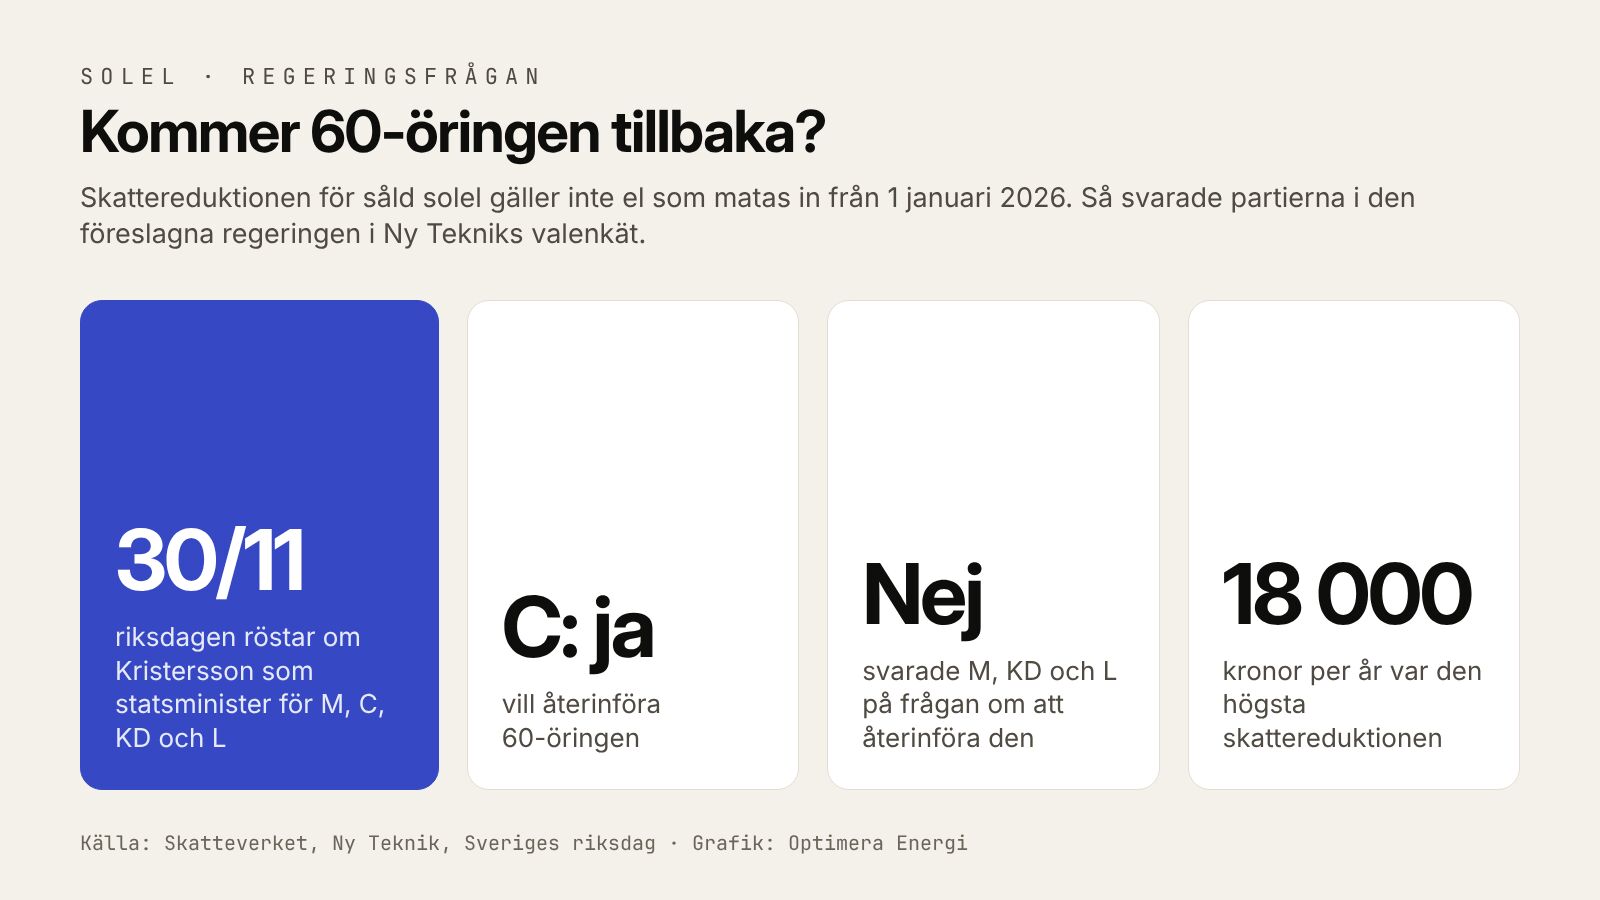 SOLEL · REGERINGSFRÅGAN
Kommer 60-öringen tillbaka?
Skattereduktionen för såld solel gäller inte el som matas in från 1 januari 2026. Så svarade partierna i den
föreslagna regeringen i Ny Tekniks valenkät.
30/11
riksdagen röstar om
Kristersson som
statsminister för M, C,
KD och L
C: ja
vill återinföra
60-öringen
Nej
svarade M, KD och L
på frågan om att
återinföra den
18 000
kronor per år var den
högsta
skattereduktionen
Källa: Skatteverket, Ny Teknik, Sveriges riksdag · Grafik: Optimera Energi